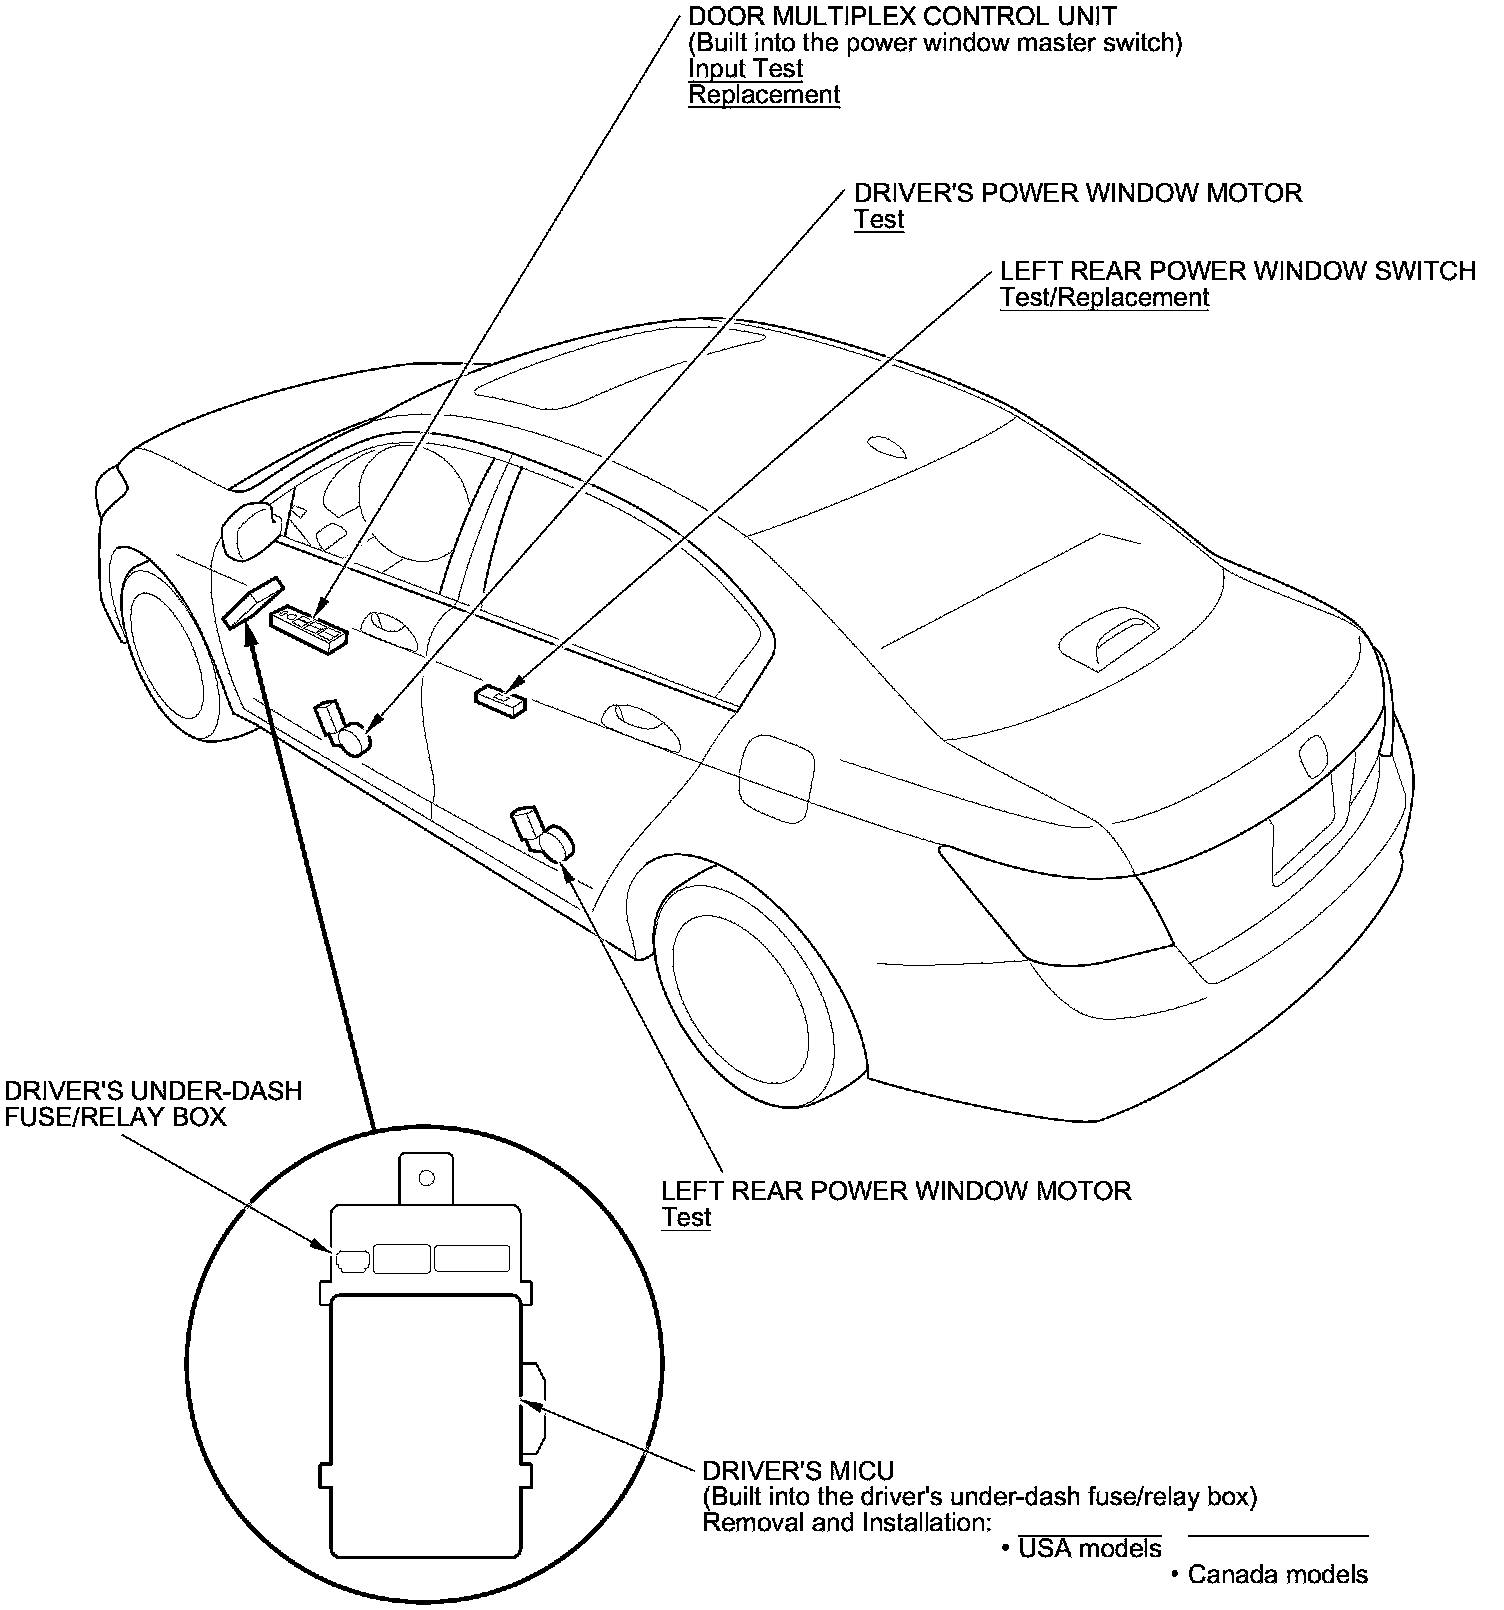 DOOR MULTIPLEX CONTROL UNIT
(Built into the power window master switch)
Input Test
Replacement
DRIVER'S POWER WINDOW MOTOR
Test
LEFT REAR POWER WINDOW SWITCH
Test/Replacement
DRIVER'S UNDER-DASH
FUSE/RELAY BOX
LEFT REAR POWER WINDOW MOTOR
Test
DRIVER'S MICU
(Built into the driver's under-dash fuse/relay box)
Removal and Installation:
• USA models
• Canada models